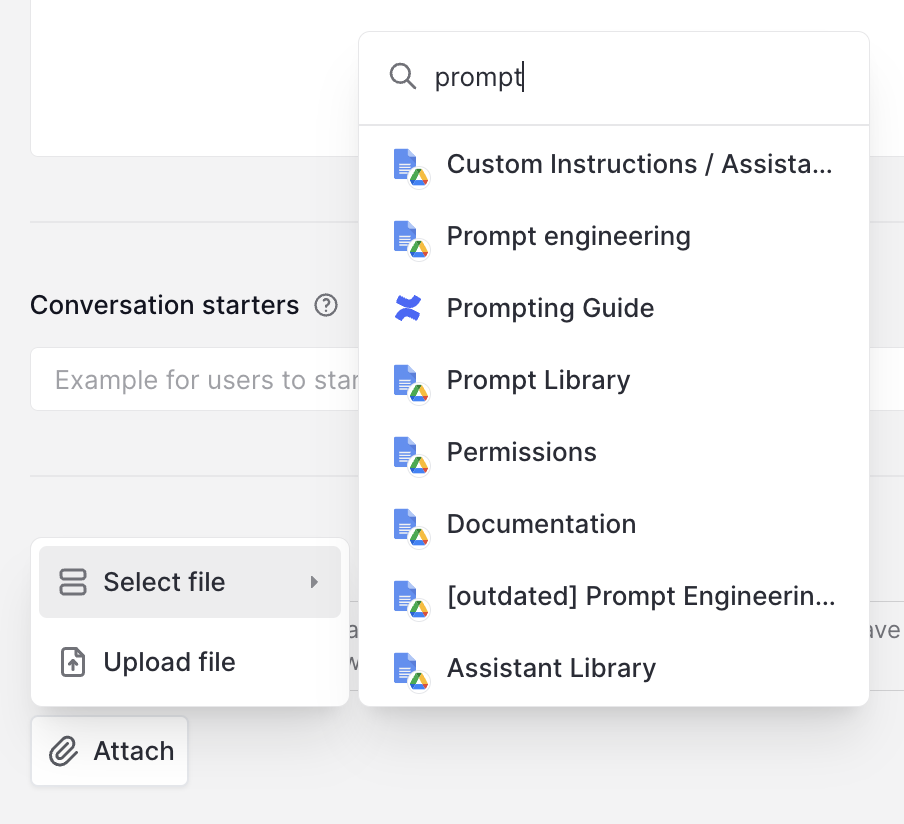 prompt
Custom Instructions / Assista...
Prompt engineering
Prompting Guide
Prompt Library
Permissions
Documentation
[outdated] Prompt Engineerin...
Assistant Library
Conversation starters
Example for users to star
Select file
Upload file
Attach